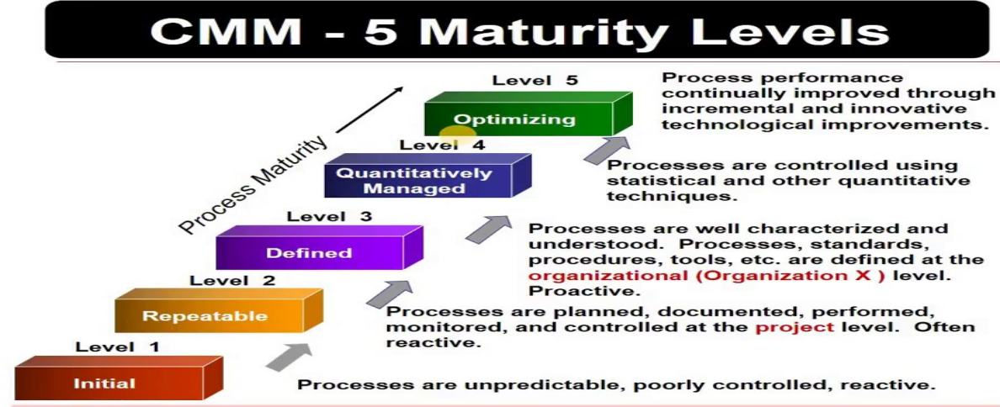 CMM - 5 Maturity Levels
Level 5
Optimizing
Process performance
continually improved through
incremental and innovative
technological improvements.
Process Maturity
Level 4
Quantitatively
Managed
Processes are controlled using
statistical and other quantitative
techniques.
Level 3
Defined
Processes are well characterized and
understood. Processes, standards,
procedures, tools, etc. are defined at the
organizational (Organization X ) level.
Proactive.
Level 2
Repeatable
Processes are planned, documented, performed,
monitored, and controlled at the project level. Often
reactive.
Level 1
Initial
Processes are unpredictable, poorly controlled, reactive.